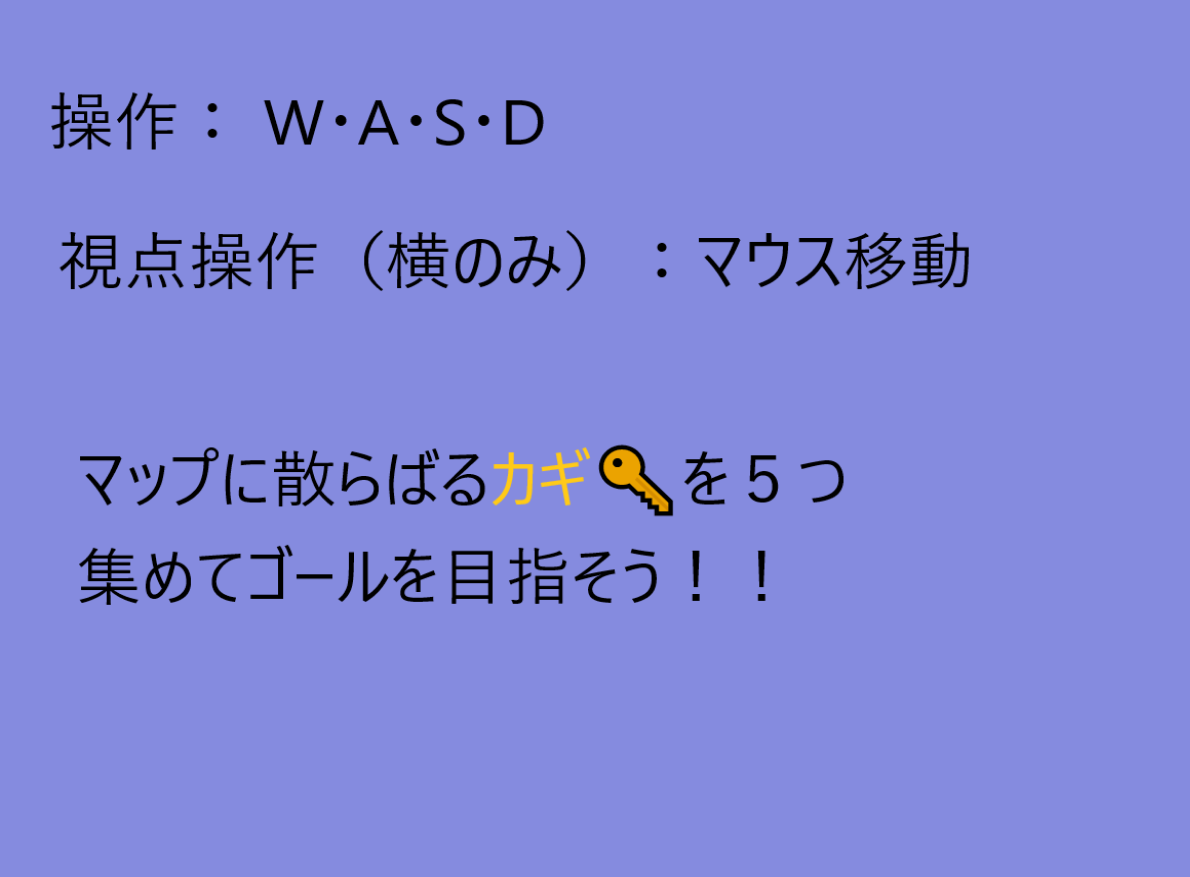 操作： W・A・S・D
視点操作（横のみ）：マウス移動
マップに散らばるカギ🔑を５つ
集めてゴールを目指そう！！